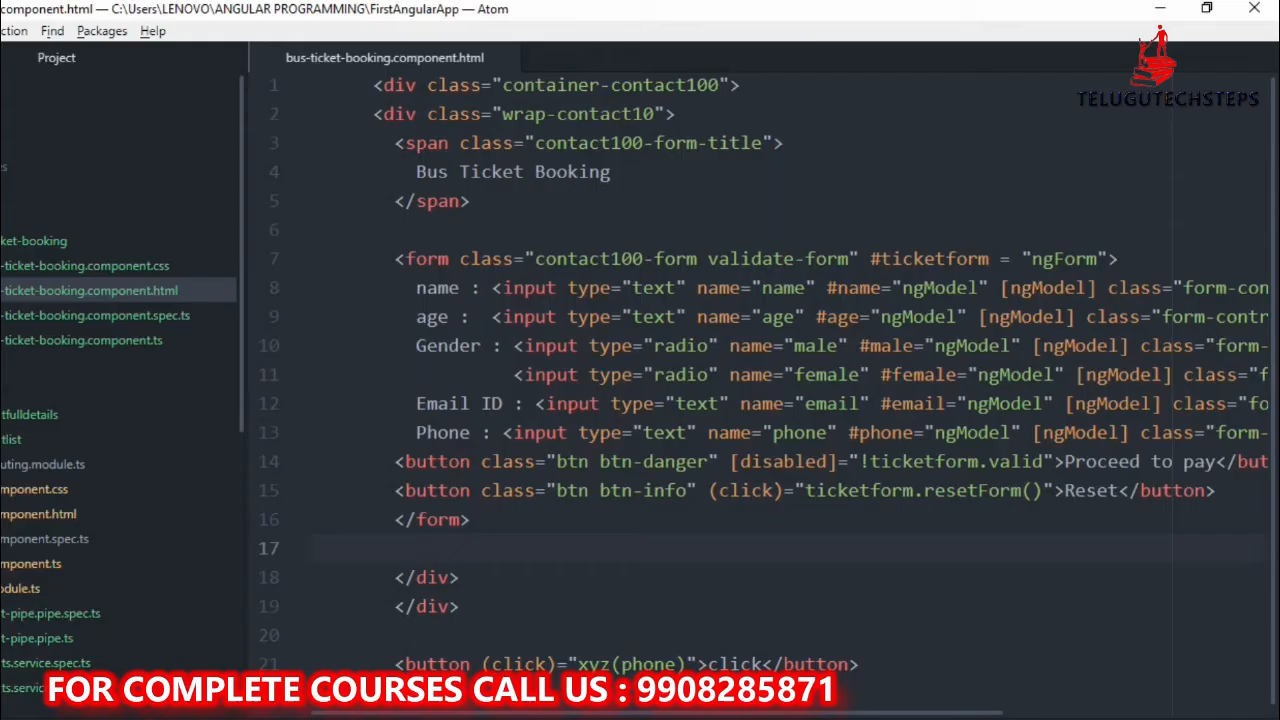 component.html — C:\Users\LENOVO\ANGULAR PROGRAMMING\FirstAngularApp — Atom
ction Find Packages Help
Project
bus-ticket-booking.component.html
TELUGUTECHSTEPS
1 <div class="container-contact100">
2 <div class="wrap-contact10">
3 <span class="contact100-form-title">
4 Bus Ticket Booking
5 </span>
6
7 <form class="contact100-form validate-form" #ticketform = "ngForm">
8 name : <input type="text" name="name" #name="ngModel" [ngModel] class="form-con
9 age : <input type="text" name="age" #age="ngModel" [ngModel] class="form-contr
10 Gender : <input type="radio" name="male" #male="ngModel" [ngModel] class="form-
11 <input type="radio" name="female" #female="ngModel" [ngModel] class="f
12 Email ID : <input type="text" name="email" #email="ngModel" [ngModel] class="fo
13 Phone : <input type="text" name="phone" #phone="ngModel" [ngModel] class="form-
14 <button class="btn btn-danger" [disabled]="!ticketform.valid">Proceed to pay</but
15 <button class="btn btn-info" (click)="ticketform.resetForm()">Reset</button>
16 </form>
17
18 </div>
19 </div>
20
21 <button (click)="xyz(phone)">click</button>
s
ket-booking
-ticket-booking.component.css
-ticket-booking.component.html
-ticket-booking.component.spec.ts
-ticket-booking.component.ts
tfulldetails
tlist
uting.module.ts
mponent.css
mponent.html
mponent.spec.ts
mponent.ts
odule.ts
t-pipe.pipe.spec.ts
t-pipe.pipe.ts
ts.service.spec.ts
ts.servic
FOR COMPLETE COURSES CALL US : 9908285871